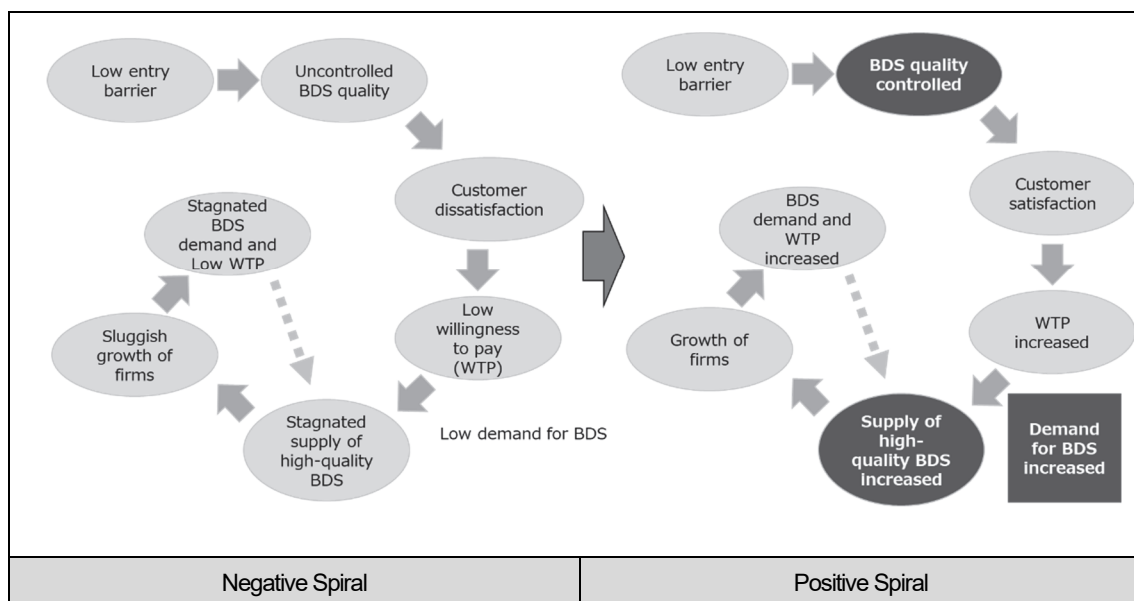 Low entry
barrier
Uncontrolled
BDS quality
Customer
dissatisfaction
Low
willingness
to pay
(WTP)
Low demand for BDS
Stagnated
supply of
high-quality
BDS
Sluggish
growth of
firms
Stagnated
BDS
demand and
Low WTP
Low entry
barrier
BDS quality
controlled
Customer
satisfaction
WTP
increased
Demand
for BDS
increased
Supply of
high-
quality BDS
increased
Growth of
firms
BDS
demand and
WTP
increased
Negative Spiral
Positive Spiral